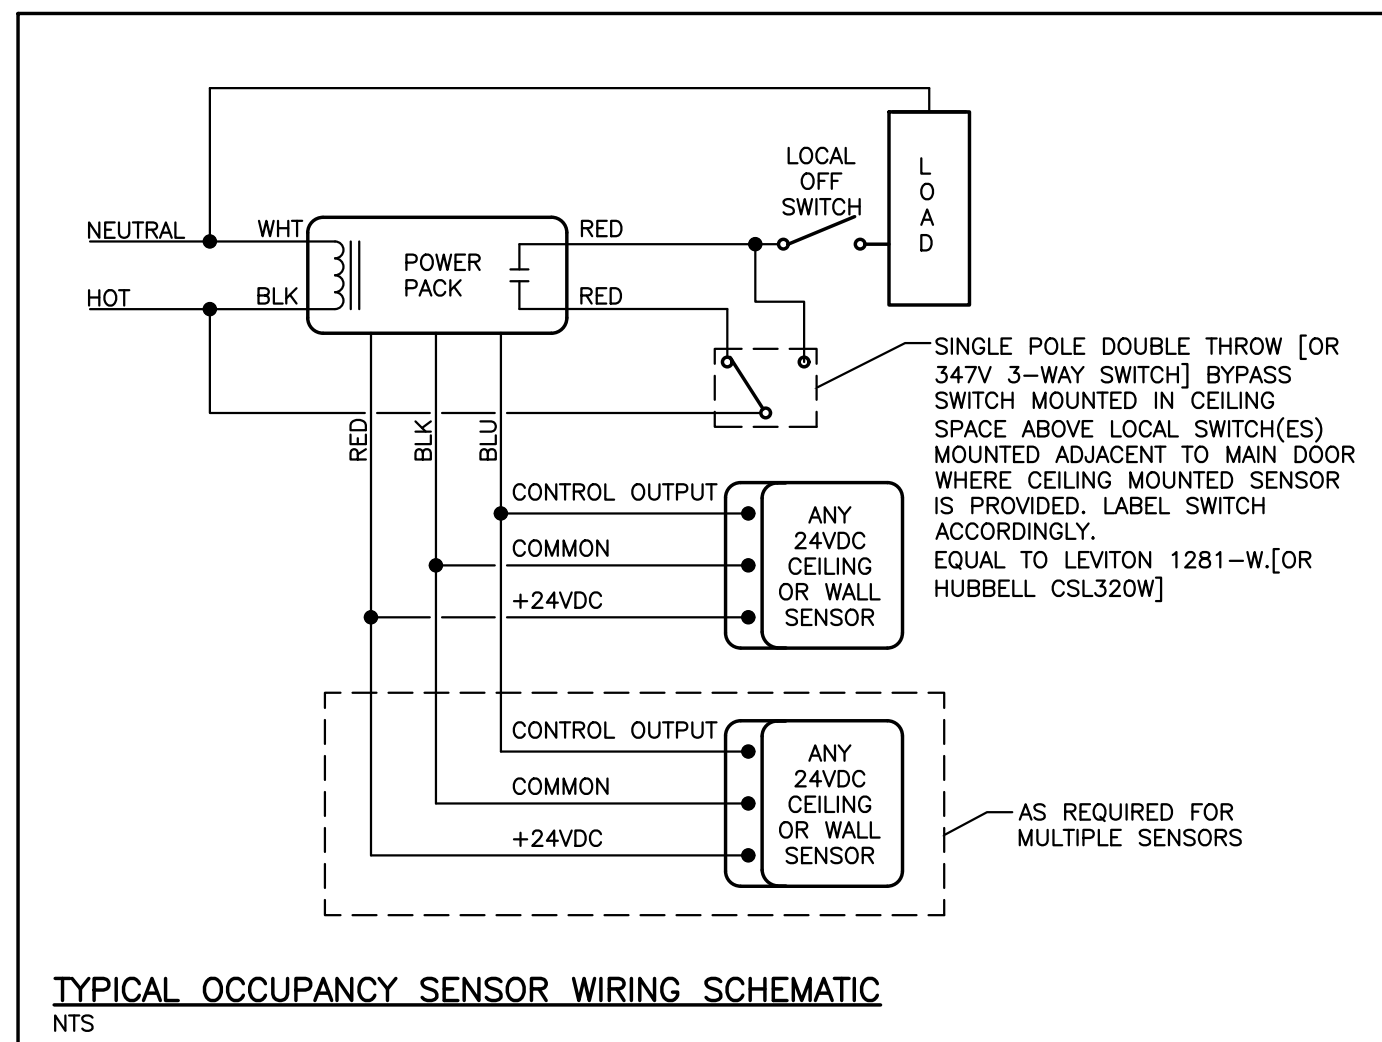 LOCAL
OFF
SWITCH
LOAD
NEUTRAL
WHT
RED
POWER
PACK
HOT
BLK
RED
SINGLE POLE DOUBLE THROW [OR
347V 3-WAY SWITCH] BYPASS
SWITCH MOUNTED IN CEILING
SPACE ABOVE LOCAL SWITCH(ES)
MOUNTED ADJACENT TO MAIN DOOR
WHERE CEILING MOUNTED SENSOR
IS PROVIDED. LABEL SWITCH
ACCORDINGLY.
EQUAL TO LEVITON 1281-W.[OR
HUBBELL CSL320W]
RED
BLK
BLU
CONTROL OUTPUT
COMMON
+24VDC
ANY
24VDC
CEILING
OR WALL
SENSOR
CONTROL OUTPUT
COMMON
+24VDC
ANY
24VDC
CEILING
OR WALL
SENSOR
AS REQUIRED FOR
MULTIPLE SENSORS
TYPICAL OCCUPANCY SENSOR WIRING SCHEMATIC
NTS